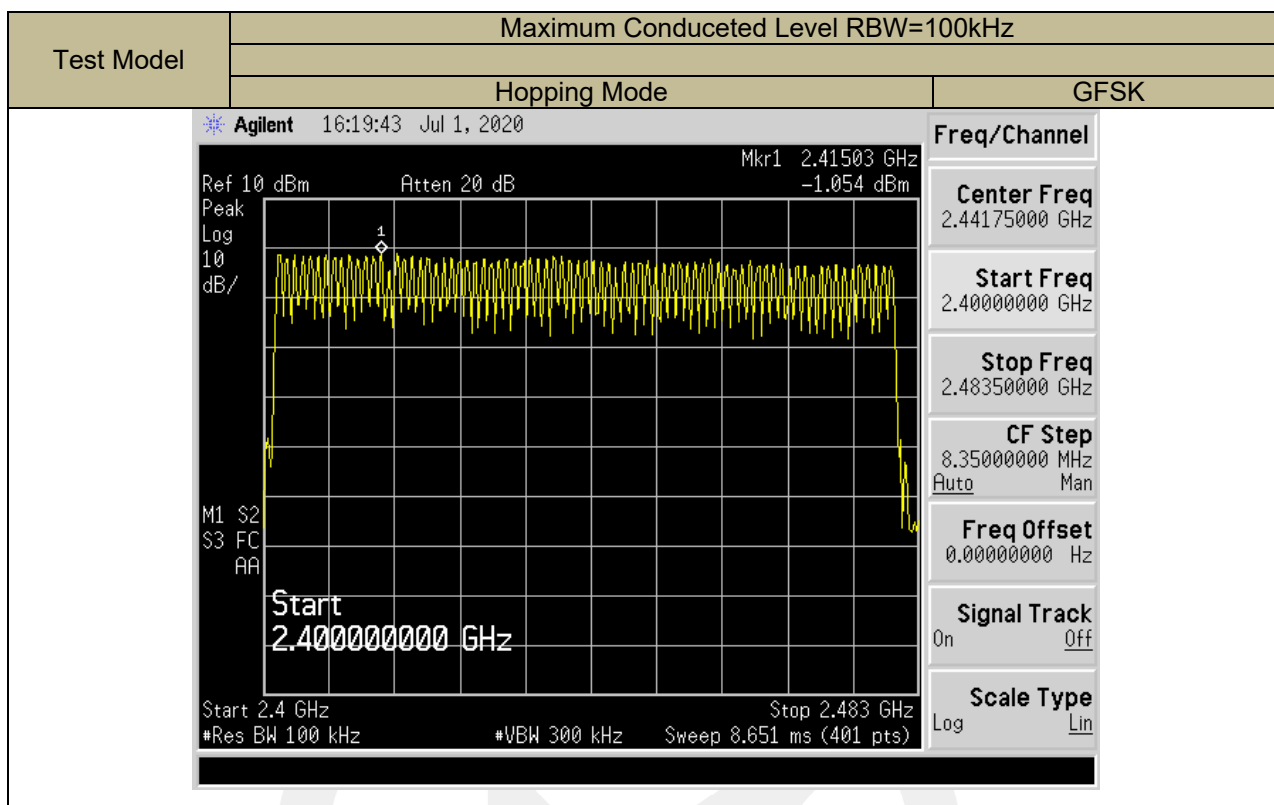 Test Model
Maximum Conduceted Level RBW=100kHz
Hopping Mode
GFSK
Agilent 16:19:43 Jul 1, 2020
Mkr1 2.41503 GHz
Ref 10 dBm Atten 20 dB -1.054 dBm
Peak
Log
10
dB/
1
M1 S2
S3 FC
AA
Start
2.400000000 GHz
Start 2.4 GHz Stop 2.483 GHz
#Res BW 100 kHz #VBW 300 kHz Sweep 8.651 ms (401 pts)
Freq/Channel
Center Freq
2.44175000 GHz
Start Freq
2.40000000 GHz
Stop Freq
2.48350000 GHz
CF Step
8.35000000 MHz
Auto Man
Freq Offset
0.00000000 Hz
Signal Track
On Off
Scale Type
Log Lin